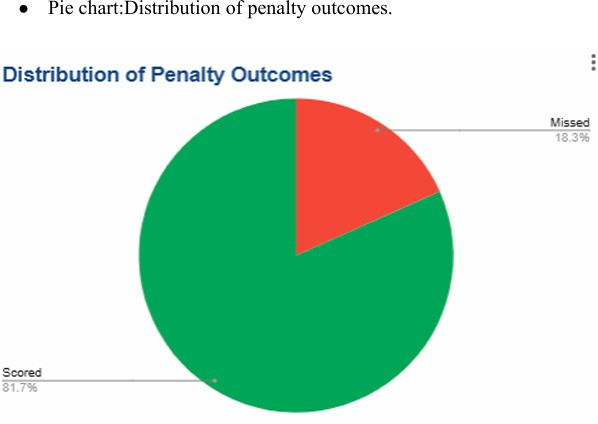 ● Pie chart:Distribution of penalty outcomes.
Distribution of Penalty Outcomes
Missed
18.3%
Scored
81.7%